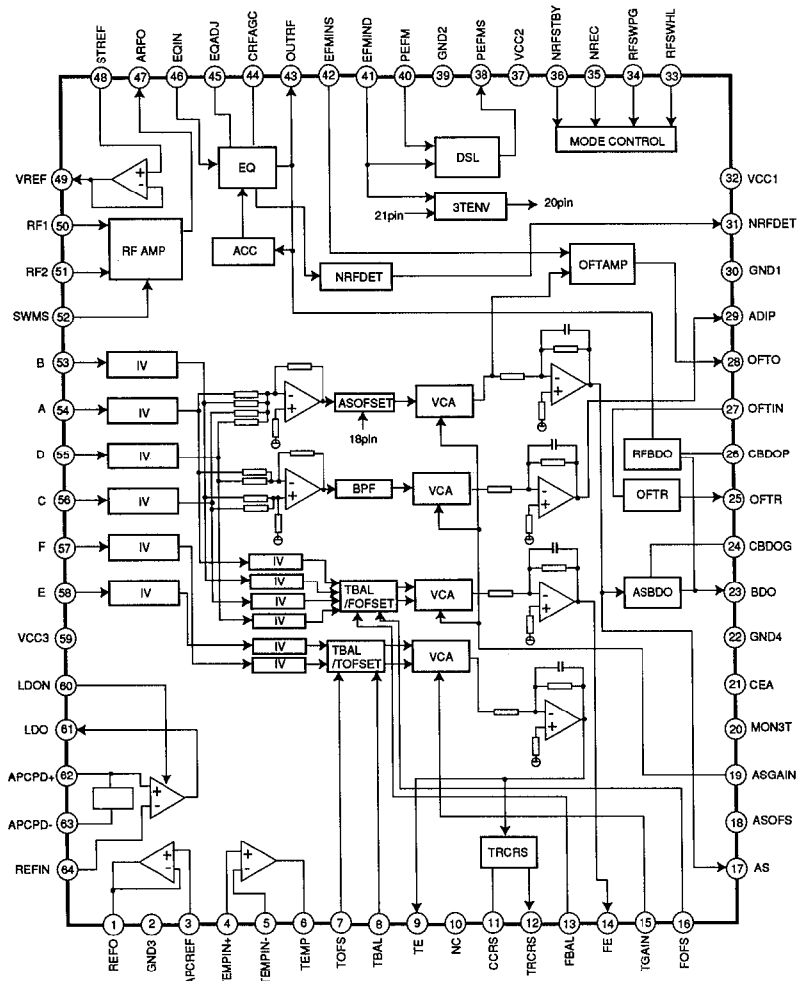 STREF ARFO EQIN EQADJ CRFAGC OUTRF EFMINS EFMIND PEFM GND2 PEFMS VCC2 NRFSTBY NREC RFSWPG RFSWHL
48 47 46 45 44 43 42 41 40 39 38 37 36 35 34 33
MODE CONTROL
EQ
DSL
VREF 49
+
-
32 VCC1
3TENV
20pin
21pin
RF1 50
31 NRFDET
RF AMP
ACC
NRFDET
OFTAMP
RF2 51
30 GND1
SWMS 52
29 ADIP
B 53
IV
28 OFTO
A 54
IV
-
+
ASOFSET
VCA
-
+
27 OFTIN
18pin
D 55
IV
RFBDO
26 CBDOP
C 56
IV
-
+
BPF
VCA
-
+
OFTR
25 OFTR
F 57
IV
24 CBDOG
IV
E 58
IV
IV
TBAL
/FOFSET
VCA
-
+
ASBDO
23 BDO
IV
IV
VCC3 59
22 GND4
IV
TBAL
/TOFSET
VCA
IV
LDON 60
21 CEA
LDO 61
-
+
20 MON3T
APCPD+ 62
+
-
19 ASGAIN
APCPD- 63
18 ASOFS
TRCRS
REFIN 64
-
+
+
-
17 AS
1 2 3 4 5 6 7 8 9 10 11 12 13 14 15 16
REFO GND3 APCREF TEMPIN+ TEMPIN- TEMP TOFS TBAL TE NC CCRS TRCRS FBAL FE TGAIN FOFS